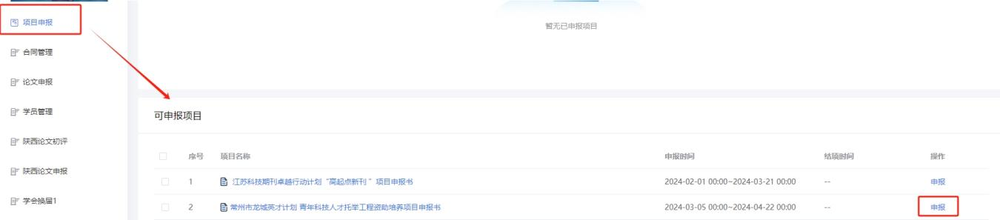 项目申报
合同管理
论文申报
学员管理
陕西论文初评
陕西论文申报
学会换届1
暂无已申报项目
可申报项目
序号 项目名称 申报时间 结项时间 操作
1 江苏科技期刊卓越行动计划“高起点新刊 ”项目申报书 2024-02-01 00:00~2024-03-21 00:00 -- 申报
2 常州市龙城英才计划 青年科技人才托举工程资助培养项目申报书 2024-03-05 00:00~2024-04-22 00:00 -- 申报